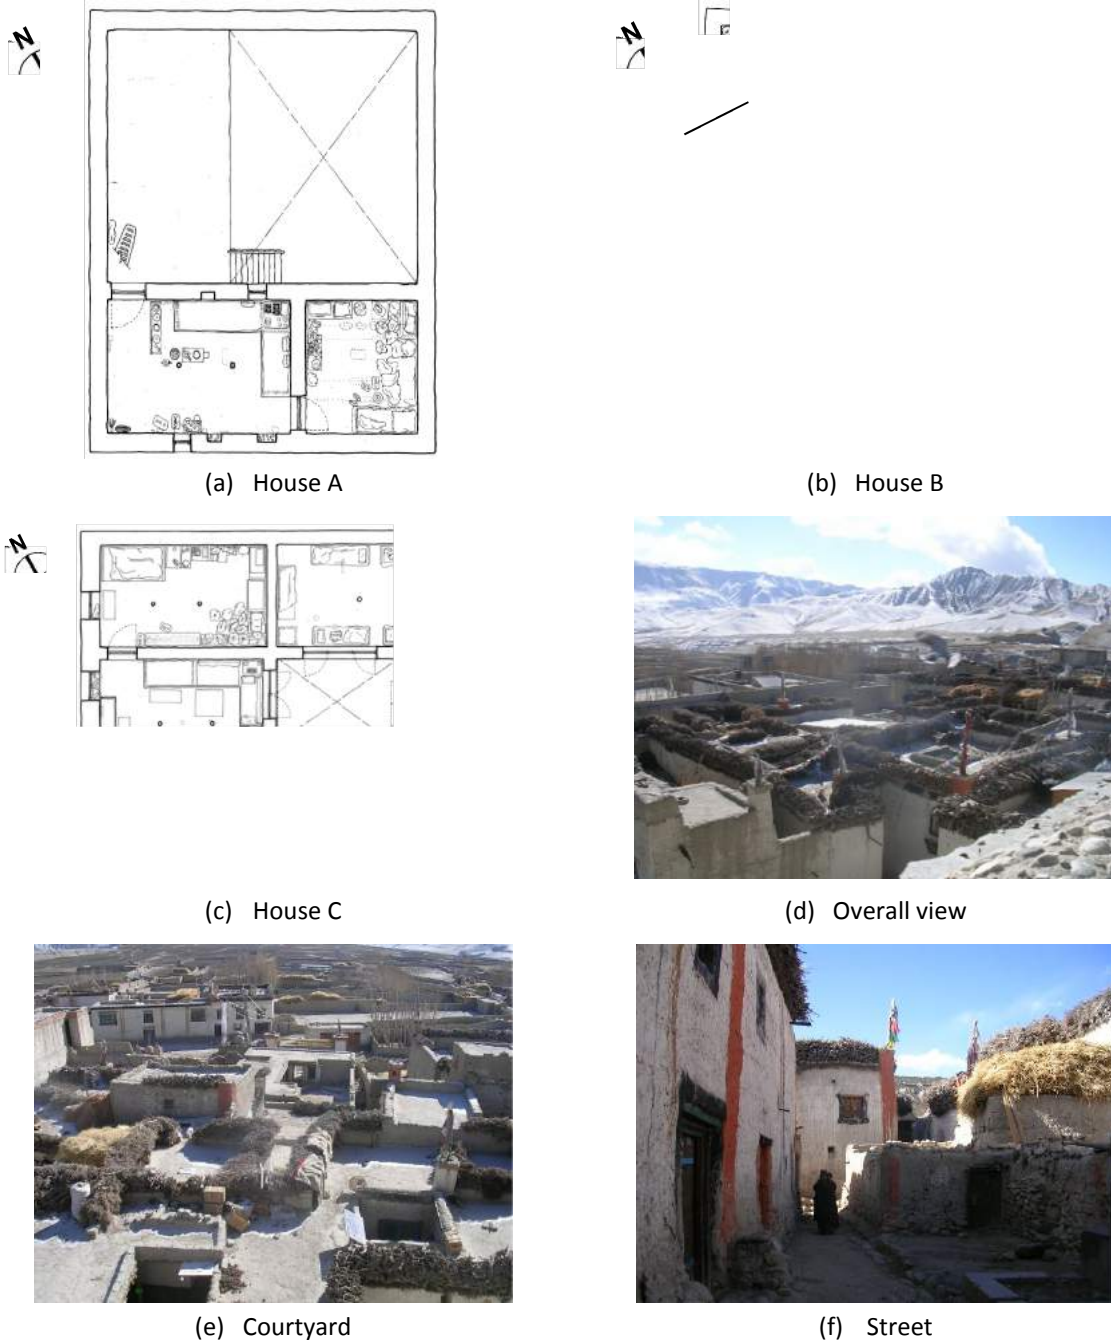 N
N
(a) House A
(b) House B
N
(c) House C
(d) Overall view
(e) Courtyard
(f) Street